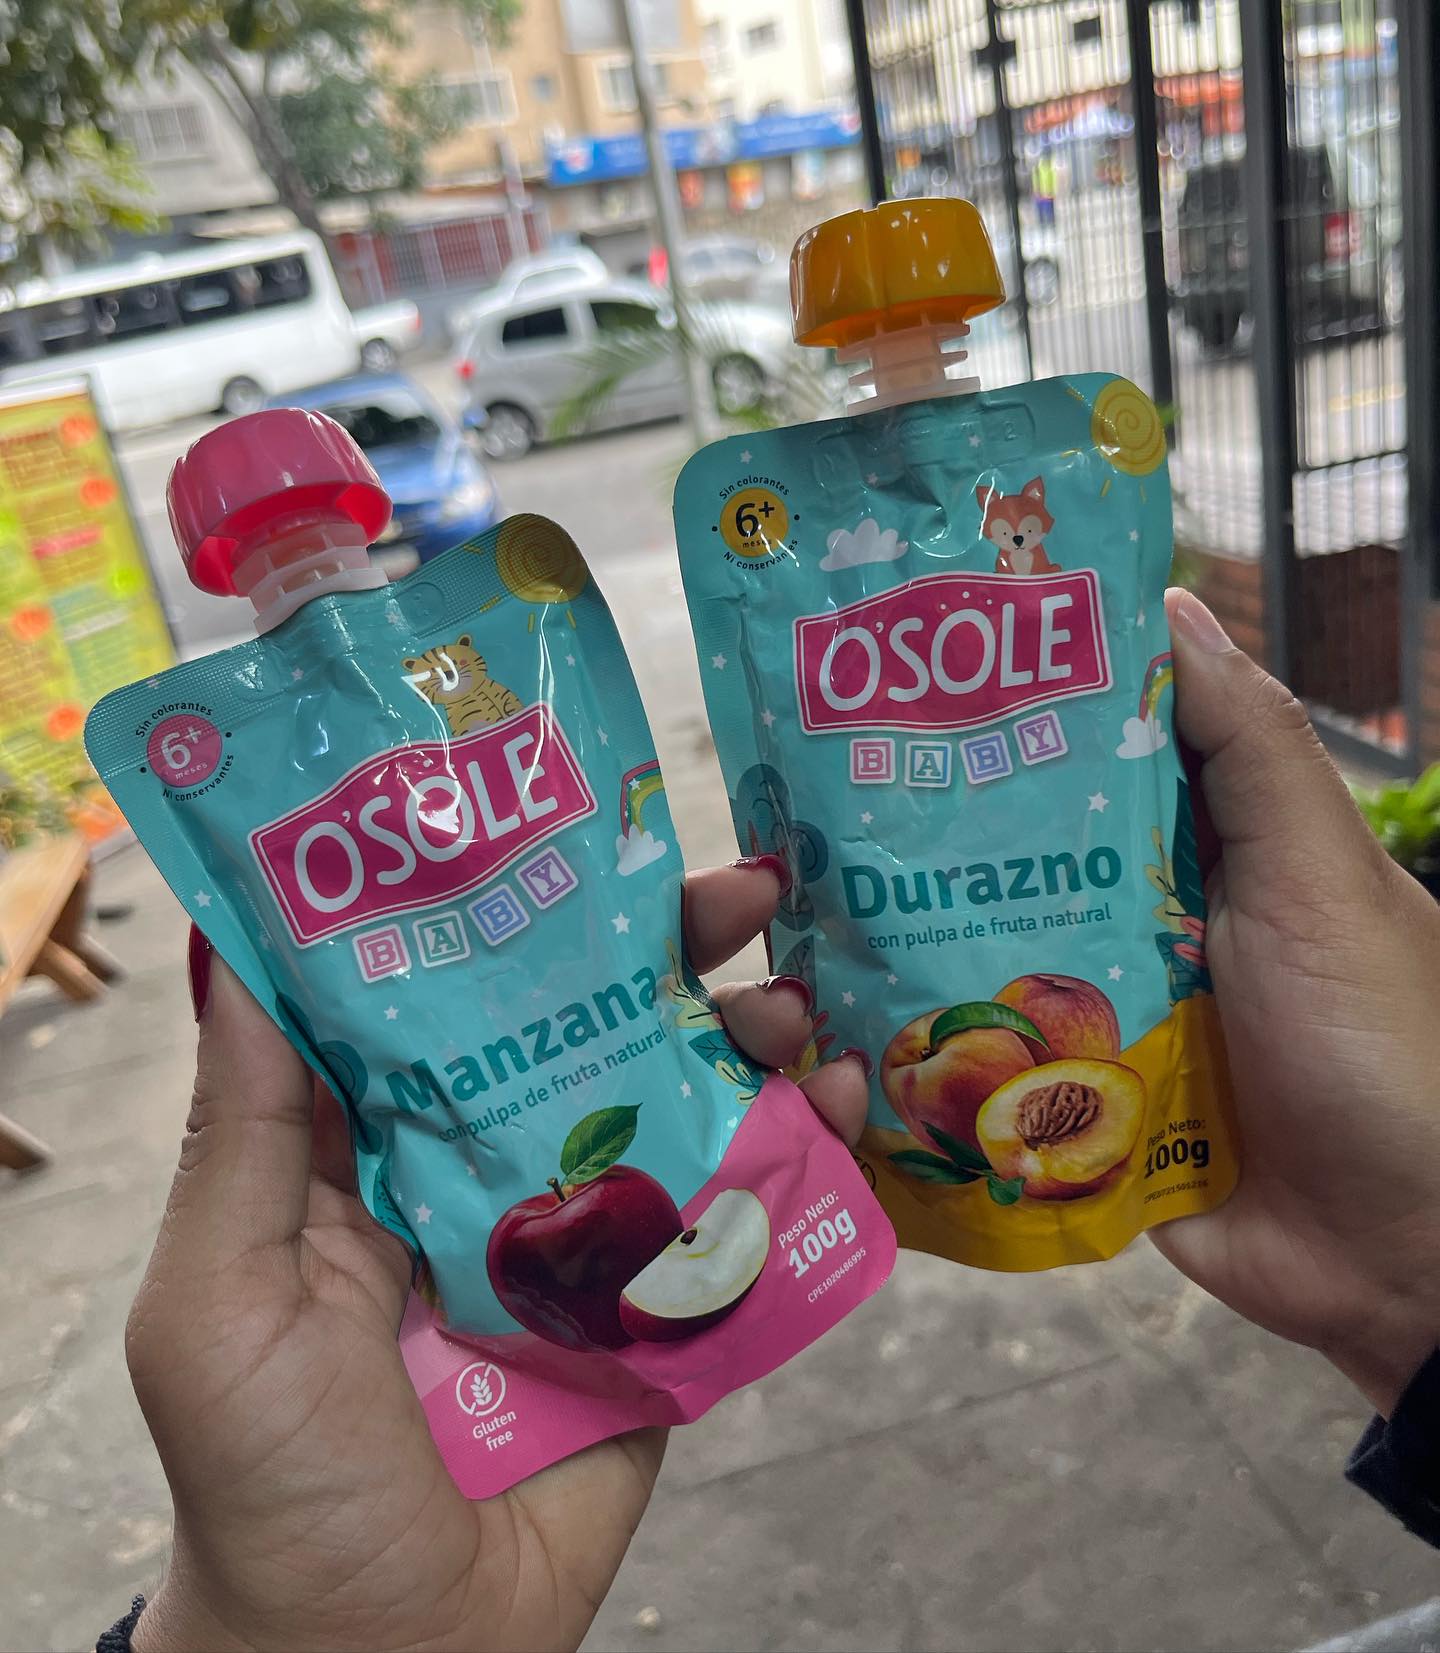 Sin colorantes
6+
meses
Ni conservantes
O'SOLE
BABY
Manzana
con pulpa de fruta natural
Peso Neto:
100g
CPE1020486995
Gluten
free
Sin colorantes
6+
meses
Ni conservantes
O'SOLE
BABY
Durazno
con pulpa de fruta natural
Peso Neto:
100g